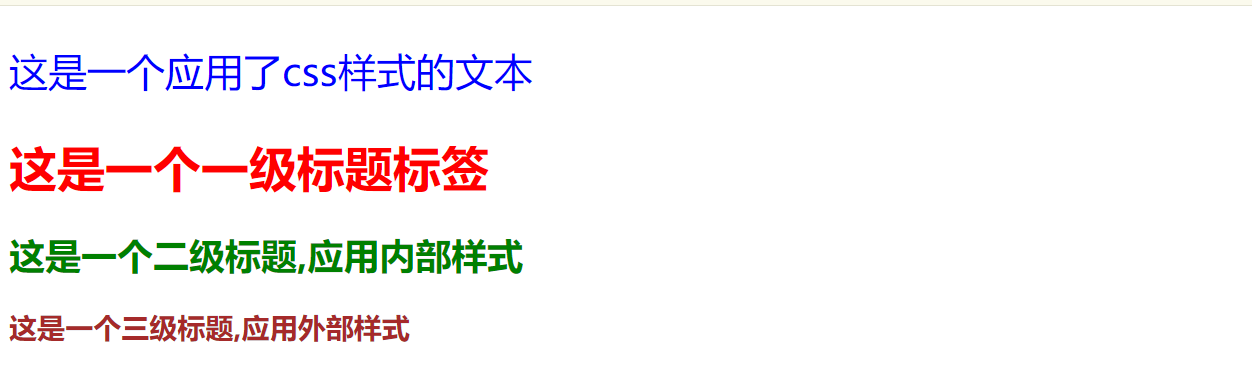 这是一个应用了css样式的文本
这是一个一级标题标签
这是一个二级标题,应用内部样式
这是一个三级标题,应用外部样式